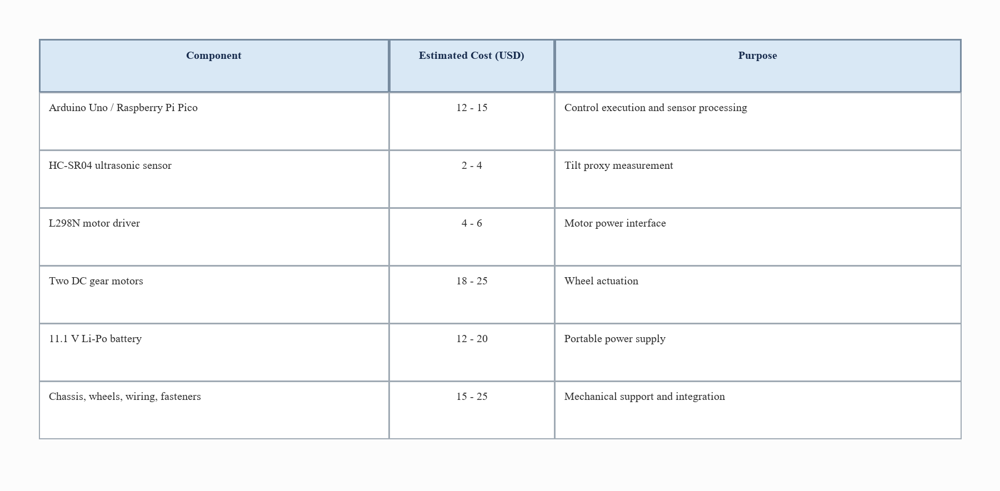 Component Estimated Cost (USD) Purpose
Arduino Uno / Raspberry Pi Pico 12 - 15 Control execution and sensor processing
HC-SR04 ultrasonic sensor 2 - 4 Tilt proxy measurement
L298N motor driver 4 - 6 Motor power interface
Two DC gear motors 18 - 25 Wheel actuation
11.1 V Li-Po battery 12 - 20 Portable power supply
Chassis, wheels, wiring, fasteners 15 - 25 Mechanical support and integration